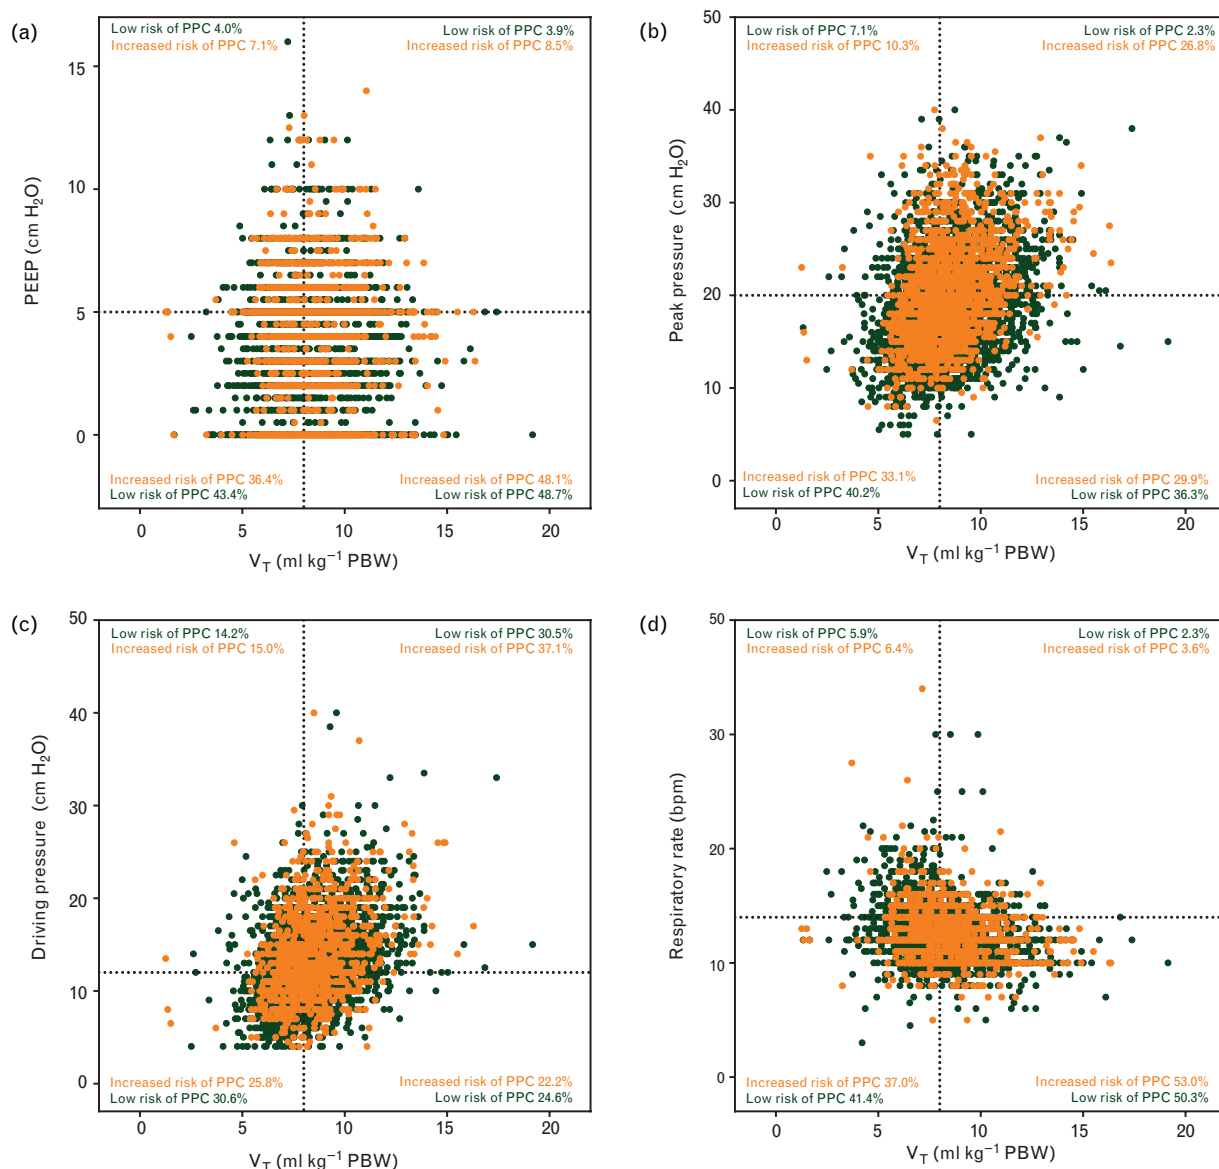 (a)
Low risk of PPC 4.0%
Increased risk of PPC 7.1%
Low risk of PPC 3.9%
Increased risk of PPC 8.5%
15
10
5
0
PEEP (cm H₂O)
Increased risk of PPC 36.4%
Low risk of PPC 43.4%
Increased risk of PPC 48.1%
Low risk of PPC 48.7%
0 5 10 15 20
V_T (ml kg⁻¹ PBW)
(b)
50
Low risk of PPC 7.1%
Increased risk of PPC 10.3%
Low risk of PPC 2.3%
Increased risk of PPC 26.8%
40
30
20
10
0
Peak pressure (cm H₂O)
Increased risk of PPC 33.1%
Low risk of PPC 40.2%
Increased risk of PPC 29.9%
Low risk of PPC 36.3%
0 5 10 15 20
V_T (ml kg⁻¹ PBW)
(c)
50
Low risk of PPC 14.2%
Increased risk of PPC 15.0%
Low risk of PPC 30.5%
Increased risk of PPC 37.1%
40
30
20
10
0
Driving pressure (cm H₂O)
Increased risk of PPC 25.8%
Low risk of PPC 30.6%
Increased risk of PPC 22.2%
Low risk of PPC 24.6%
0 5 10 15 20
V_T (ml kg⁻¹ PBW)
(d)
50
Low risk of PPC 5.9%
Increased risk of PPC 6.4%
Low risk of PPC 2.3%
Increased risk of PPC 3.6%
30
20
10
0
Respiratory rate (bpm)
Increased risk of PPC 37.0%
Low risk of PPC 41.4%
Increased risk of PPC 53.0%
Low risk of PPC 50.3%
0 5 10 15 20
V_T (ml kg⁻¹ PBW)